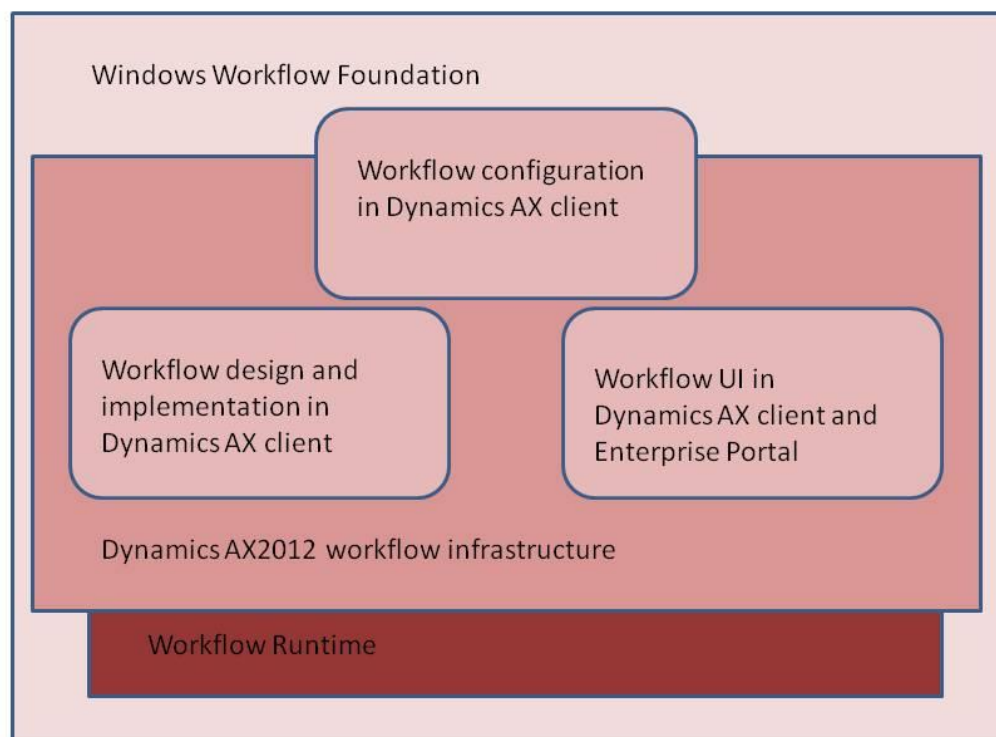 Windows Workflow Foundation
Workflow configuration
in Dynamics AX client
Workflow design and
implementation in
Dynamics AX client
Workflow UI in
Dynamics AX client and
Enterprise Portal
Dynamics AX2012 workflow infrastructure
Workflow Runtime